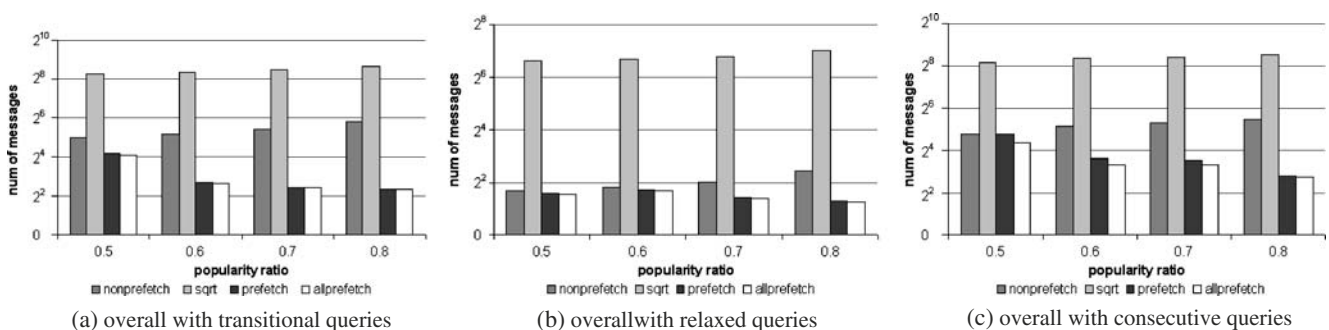 2^10
2^8
2^6
2^4
2^2
0
num of messages
0.5 0.6 0.7 0.8
popularity ratio
nonprefetch sqrt prefetch allprefetch
(a) overall with transitional queries
2^8
2^6
2^4
2^2
0
num of messages
0.5 0.6 0.7 0.8
popularity ratio
nonprefetch sqrt prefetch allprefetch
(b) overallwith relaxed queries
2^10
2^8
2^6
2^4
2^2
0
num of messages
0.5 0.6 0.7 0.8
popularity ratio
nonprefetch sqrt prefetch allprefetch
(c) overall with consecutive queries